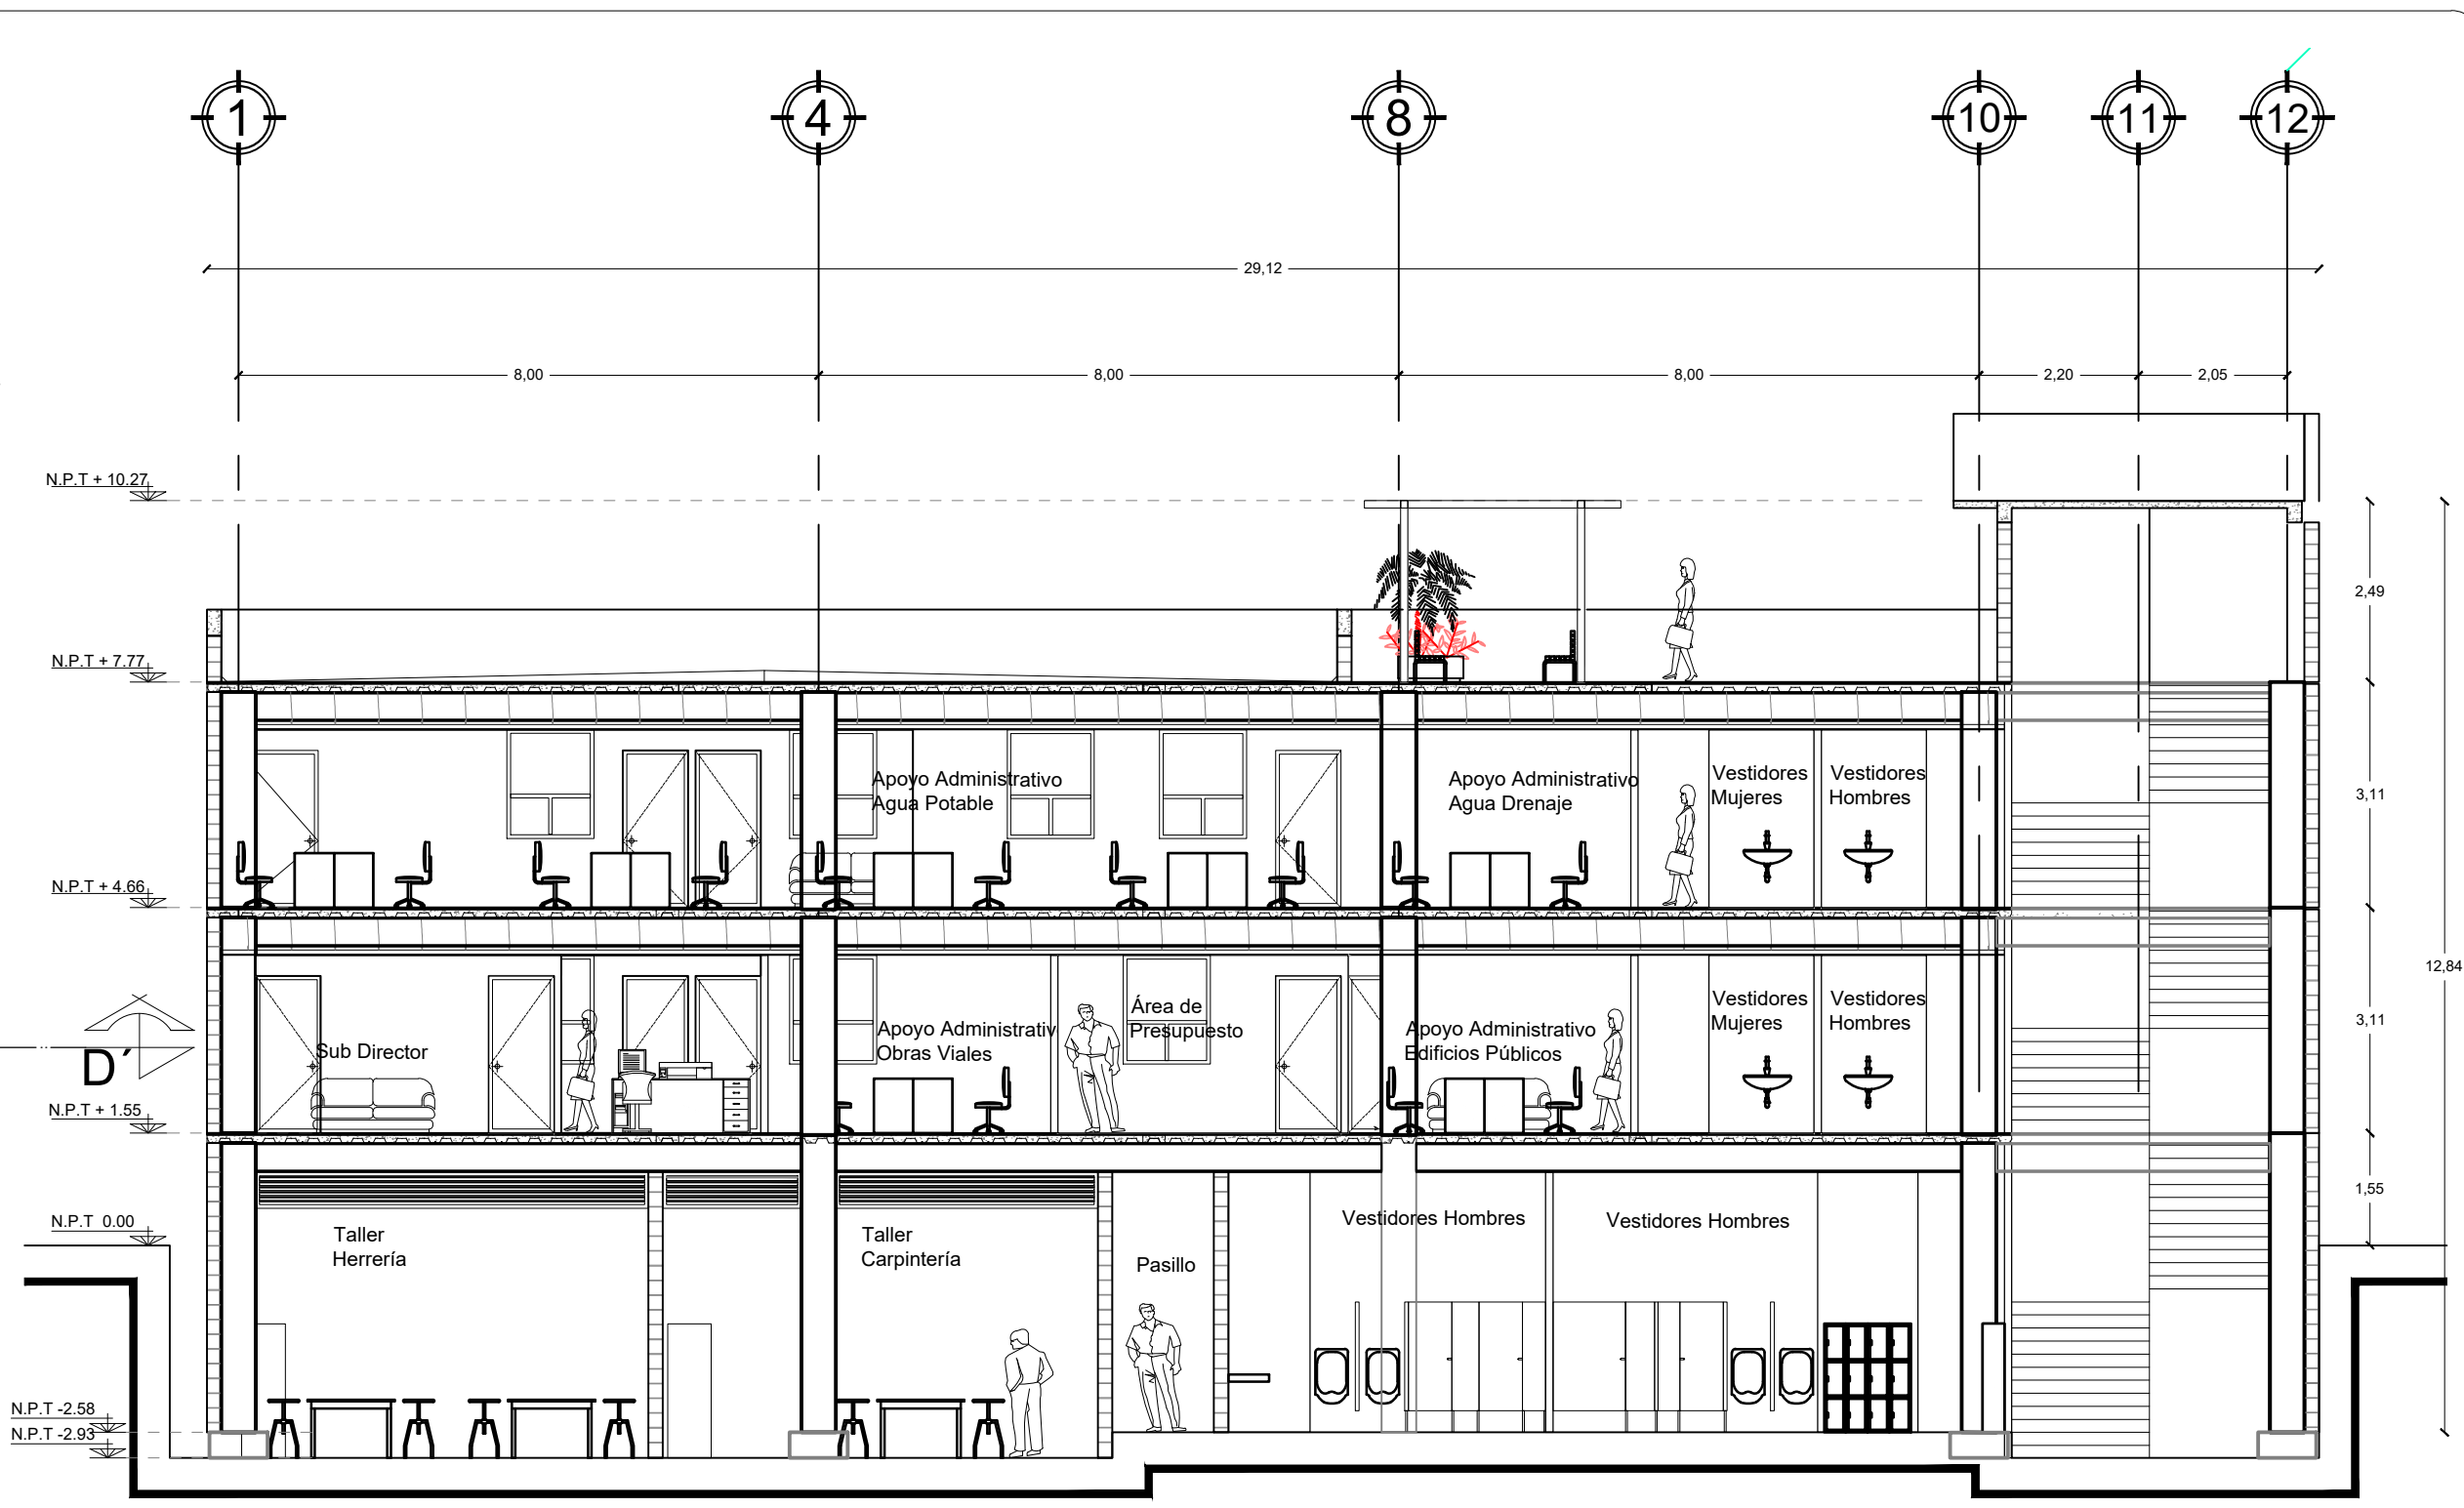 1
4
8
10
11
12
29,12
8,00
8,00
8,00
2,20
2,05
N.P.T + 10.27
2,49
N.P.T + 7.77
Apoyo Administrativo
Agua Potable
Apoyo Administrativo
Agua Drenaje
Vestidores
Mujeres
Vestidores
Hombres
3,11
N.P.T + 4.66
12,84
Sub Director
Apoyo Administrativ
Obras Viales
Área de
Presupuesto
Apoyo Administrativo
Edificios Públicos
Vestidores
Mujeres
Vestidores
Hombres
3,11
D´
N.P.T + 1.55
1,55
N.P.T 0.00
Taller
Herrería
Taller
Carpintería
Pasillo
Vestidores Hombres
Vestidores Hombres
N.P.T -2.58
N.P.T -2.93